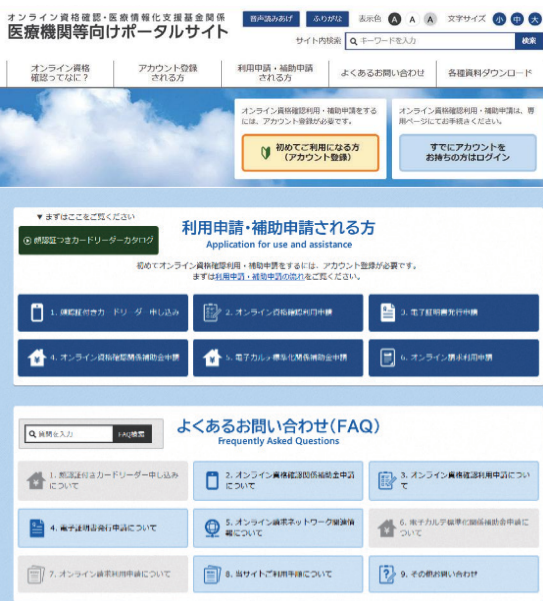 オンライン資格確認・医療情報化支援基金関係
医療機関等向けポータルサイト
音声読みあげ
ふりがな
表示色 A A A
文字サイズ 小 中 大
サイト内検索 キーワードを入力 検索
オンライン資格
確認ってなに？
アカウント登録
される方
利用申請・補助申請
される方
よくあるお問い合わせ
各種資料ダウンロード
オンライン資格確認利用・補助申請をする
には、アカウント登録が必要です。
初めてご利用になる方
（アカウント登録）
オンライン資格確認利用・補助申請は、専
用ページにてお手続きください。
すでにアカウントを
お持ちの方はログイン
▼ まずはここをご覧ください
顔認証つきカードリーダーカタログ
利用申請・補助申請される方
Application for use and assistance
初めてオンライン資格確認利用・補助申請をするには、アカウント登録が必要です。
まずは利用申請・補助申請の流れをご覧ください。
1. 顔認証付きカードリーダー申し込み
2. オンライン資格確認利用申請
3. 電子証明書発行申請
4. オンライン資格確認関係補助金申請
5. 電子カルテ標準化関係補助金申請
6. オンライン請求利用申請
質問を入力 FAQ検索
よくあるお問い合わせ（FAQ）
Frequently Asked Questions
1. 顔認証付きカードリーダー申し込み
について
2. オンライン資格確認関係補助金申請
について
3. オンライン資格確認利用申請につい
て
4. 電子証明書発行申請について
5. オンライン請求ネットワーク関連情
報について
6. 電子カルテ標準化関係補助金申請に
ついて
7. オンライン請求利用申請について
8. 当サイトご利用申請について
9. その他お問い合わせ